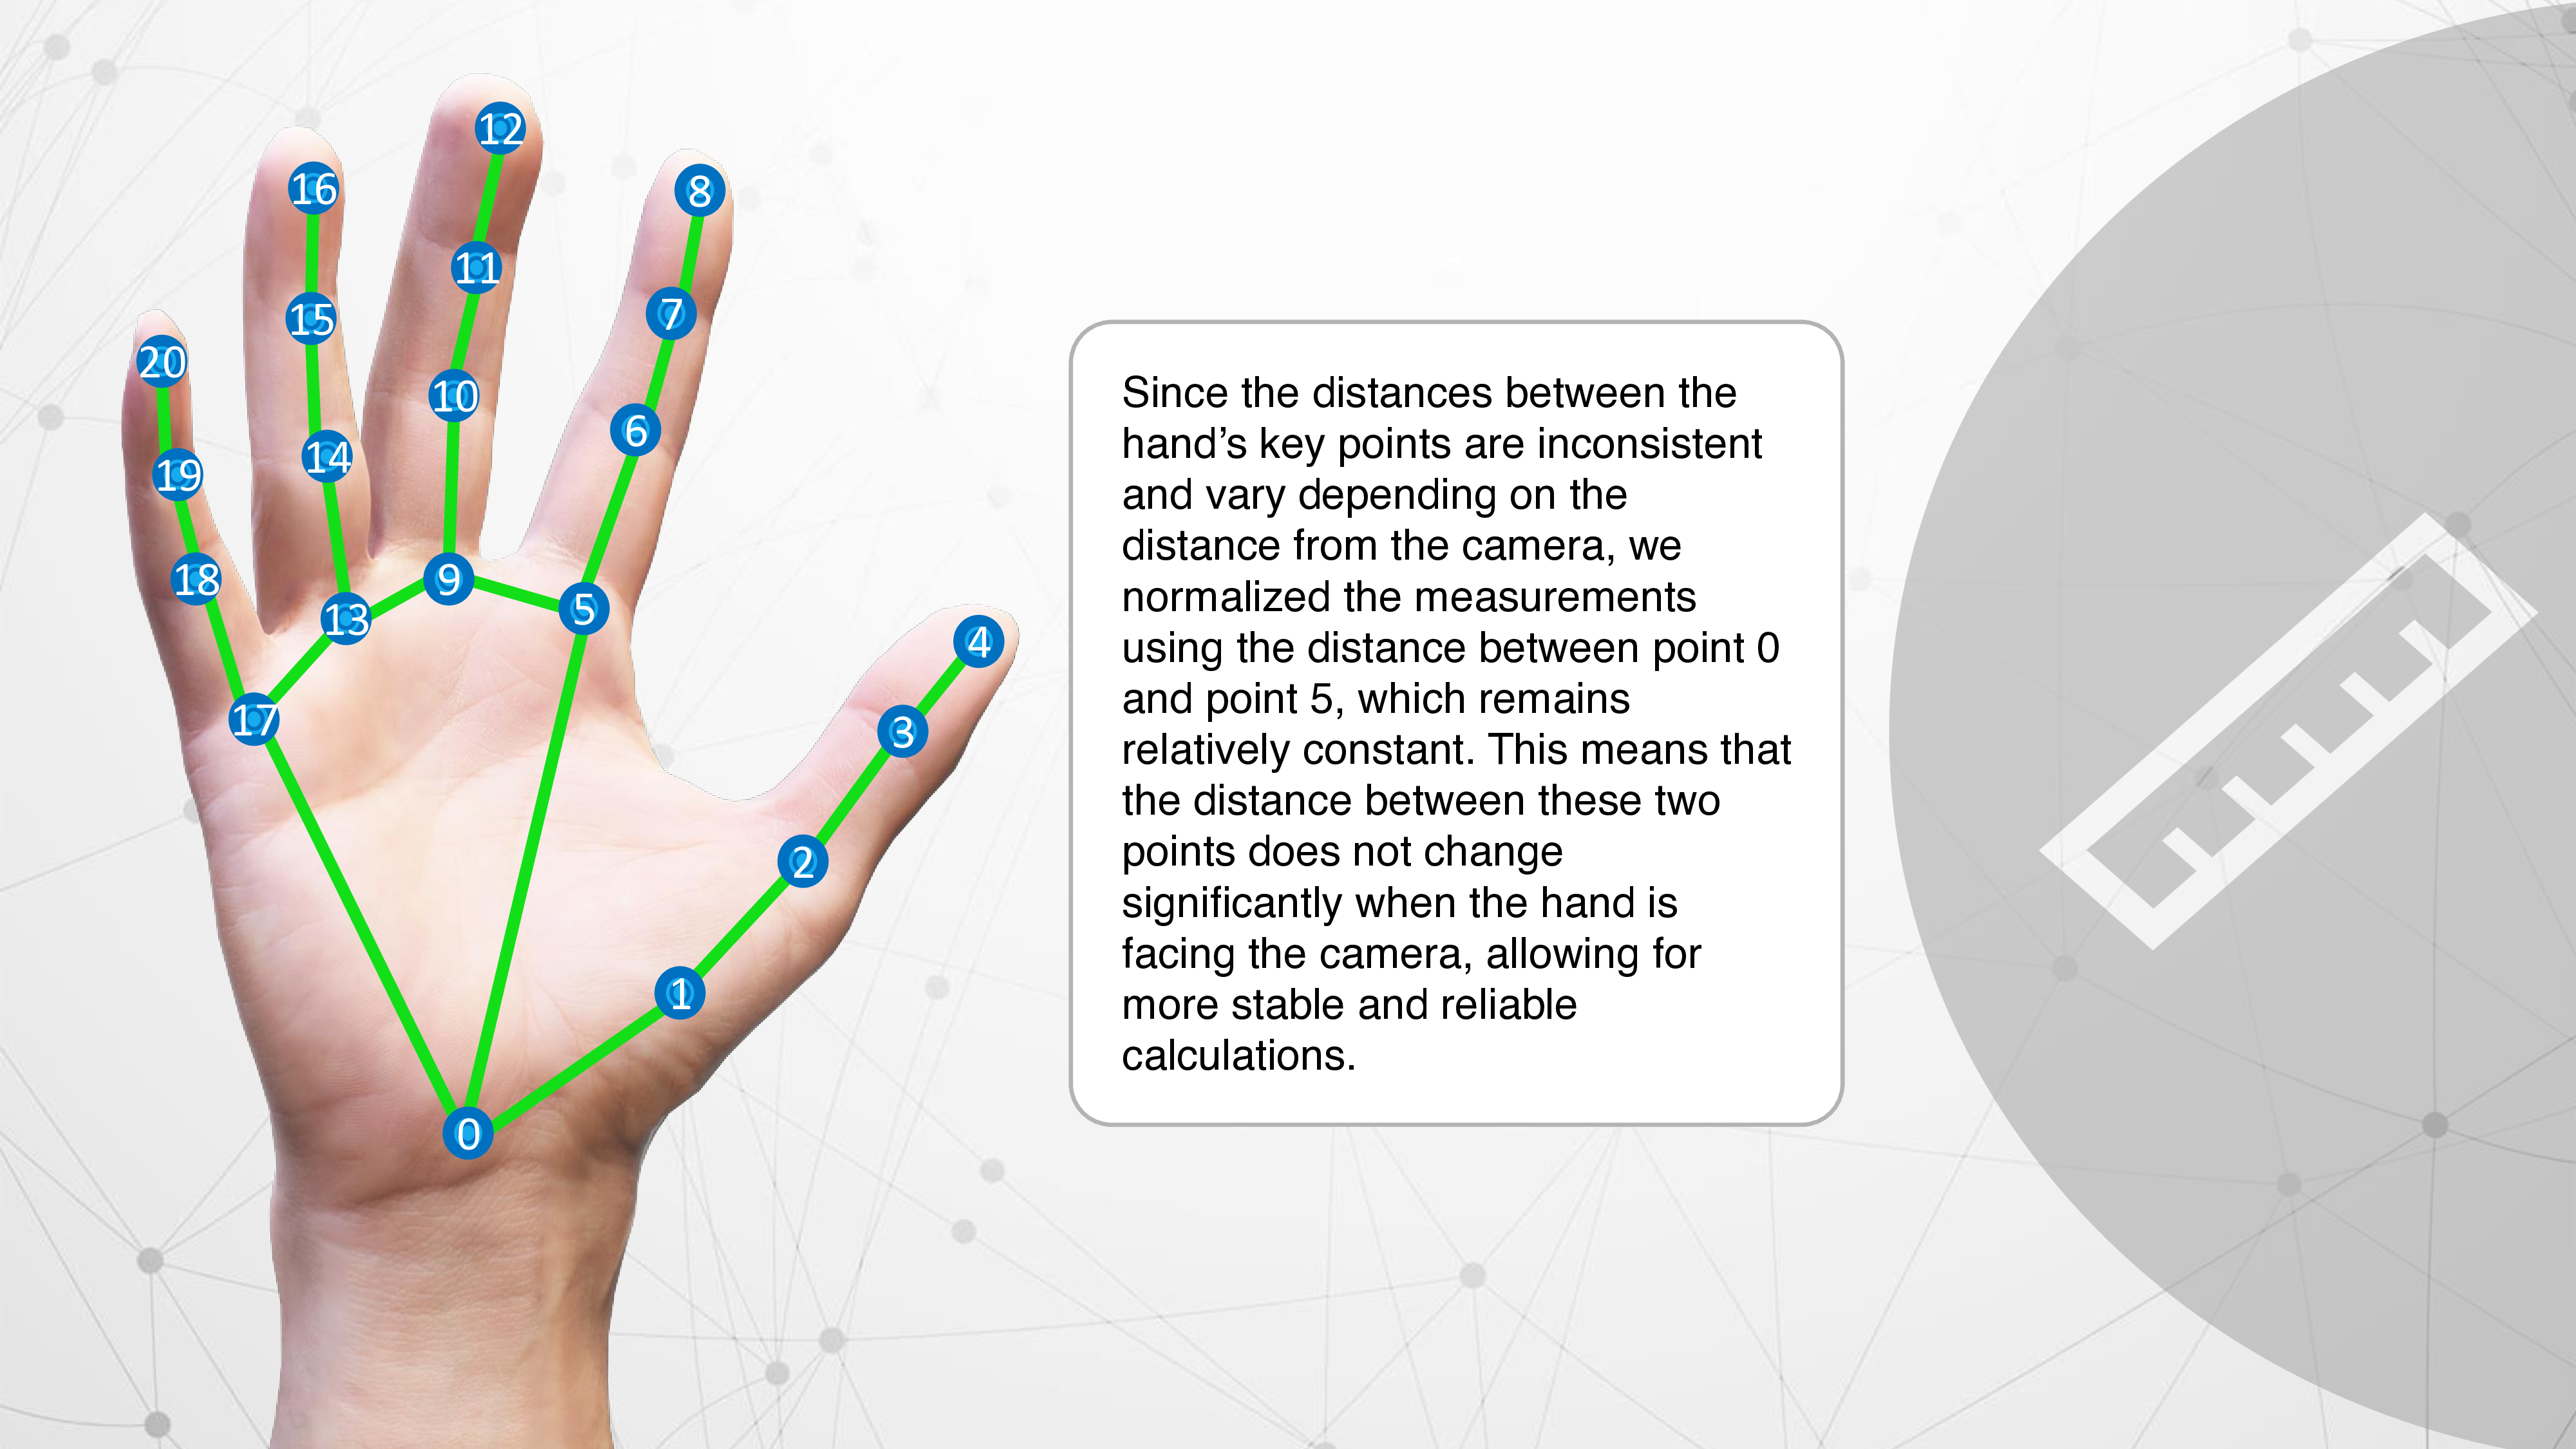 12
16
8
11
7
15
20
10
6
14
19
18
9
5
13
4
17
3
2
1
0
Since the distances between the
hand’s key points are inconsistent
and vary depending on the
distance from the camera, we
normalized the measurements
using the distance between point 0
and point 5, which remains
relatively constant. This means that
the distance between these two
points does not change
significantly when the hand is
facing the camera, allowing for
more stable and reliable
calculations.